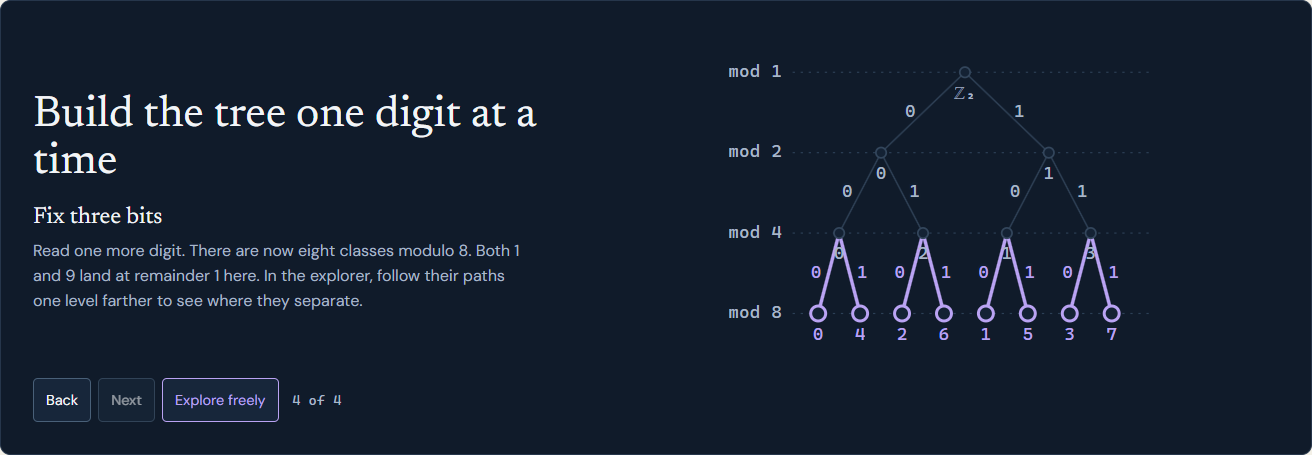 Build the tree one digit at a
time
Fix three bits
Read one more digit. There are now eight classes modulo 8. Both 1
and 9 land at remainder 1 here. In the explorer, follow their paths
one level farther to see where they separate.
Back Next Explore freely 4 of 4
mod 1
ℤ₂
0 1
mod 2
0 1
0 1 0 1
mod 4
0 2 1 3
0 1 0 1 0 1 0 1
mod 8
0 4 2 6 1 5 3 7